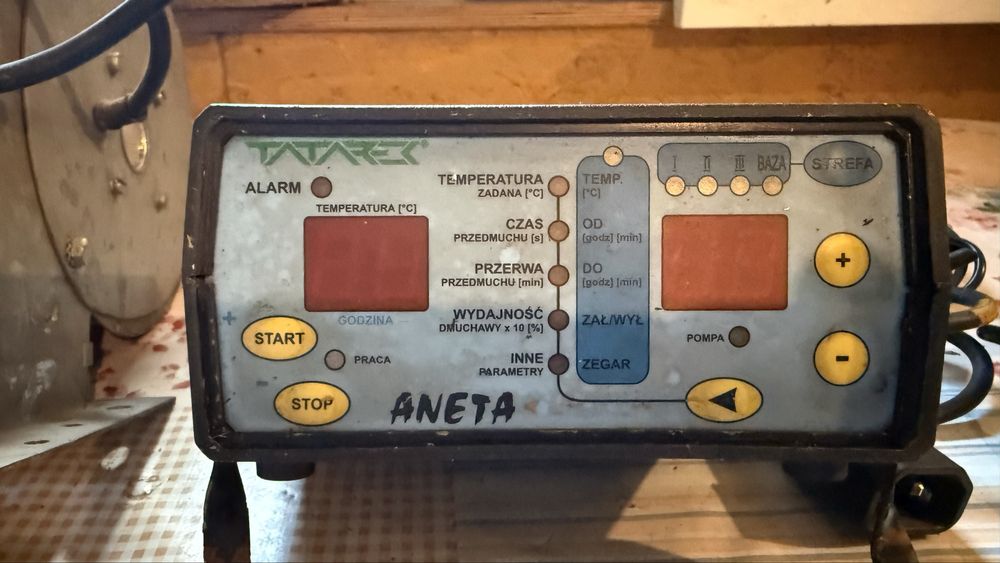 TATAREK
ALARM
TEMPERATURA [°C]
GODZINA
START
PRACA
STOP
TEMPERATURA
ZADANA [°C]
CZAS
PRZEDMUCHU [s]
PRZERWA
PRZEDMUCHU [min]
WYDAJNOŚĆ
DMUCHAWY x 10 [%]
INNE
PARAMETRY
ANETA
TEMP.
[°C]
OD
[godz] [min]
DO
[godz] [min]
ZAŁ/WYŁ
ZEGAR
I II III BAZA STREFA
POMPA
+
-